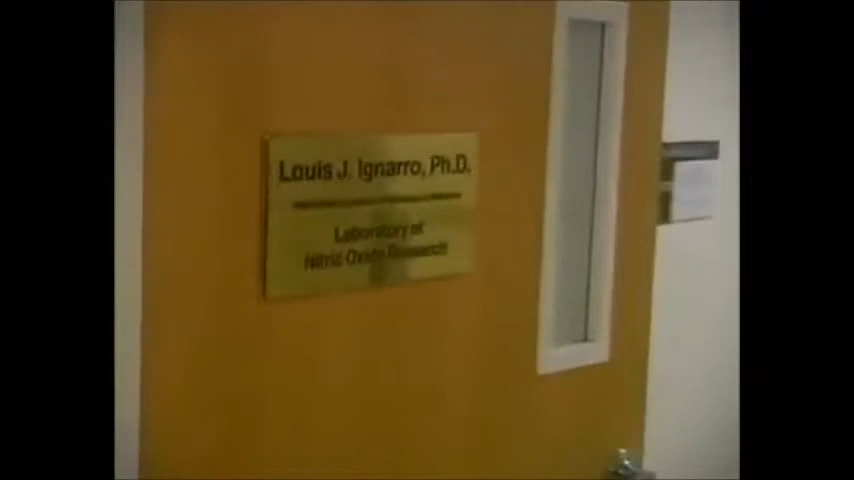 Louis J. Ignarro, Ph.D.
Laboratory of
Nitric Oxide Research